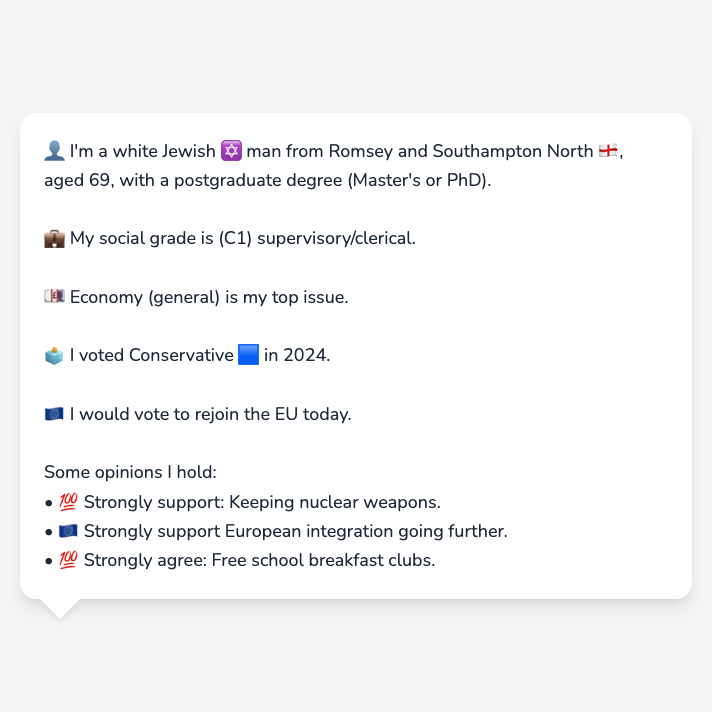 👤 I'm a white Jewish 🔯 man from Romsey and Southampton North 🏴󠁧󠁢󠁥󠁮󠁧󠁿,
aged 69, with a postgraduate degree (Master's or PhD).
💼 My social grade is (C1) supervisory/clerical.
💷 Economy (general) is my top issue.
🗳️ I voted Conservative 🟦 in 2024.
🇪🇺 I would vote to rejoin the EU today.
Some opinions I hold:
• 💯 Strongly support: Keeping nuclear weapons.
• 🇪🇺 Strongly support European integration going further.
• 💯 Strongly agree: Free school breakfast clubs.